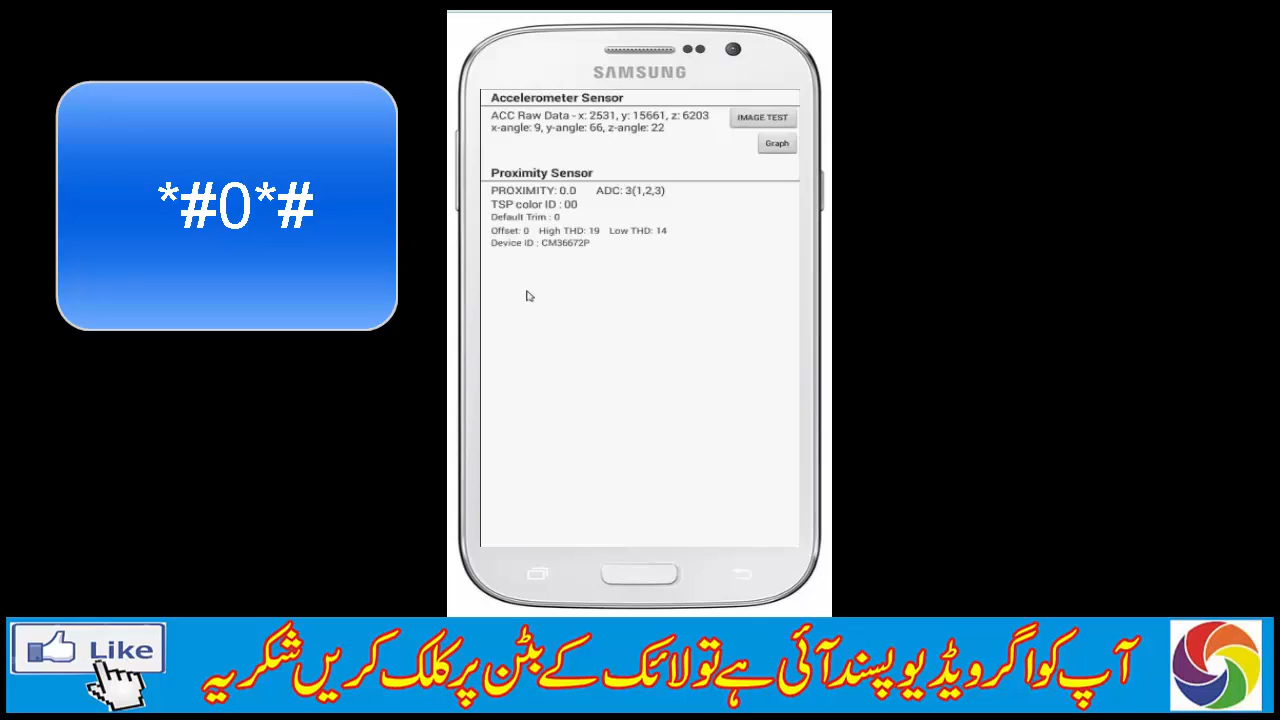 *#0*#
SAMSUNG
Accelerometer Sensor
ACC Raw Data - x: 2531, y: 15661, z: 6203
x-angle: 9, y-angle: 66, z-angle: 22
IMAGE TEST
Graph
Proximity Sensor
PROXIMITY: 0.0 ADC: 3(1,2,3)
TSP color ID : 00
Default Trim : 0
Offset: 0 High THD: 19 Low THD: 14
Device ID : CM36672P
Like
آپ کو اگر ویڈیو پسند آئی ہے تو لائک کے بٹن پر کلک کریں شکریہ